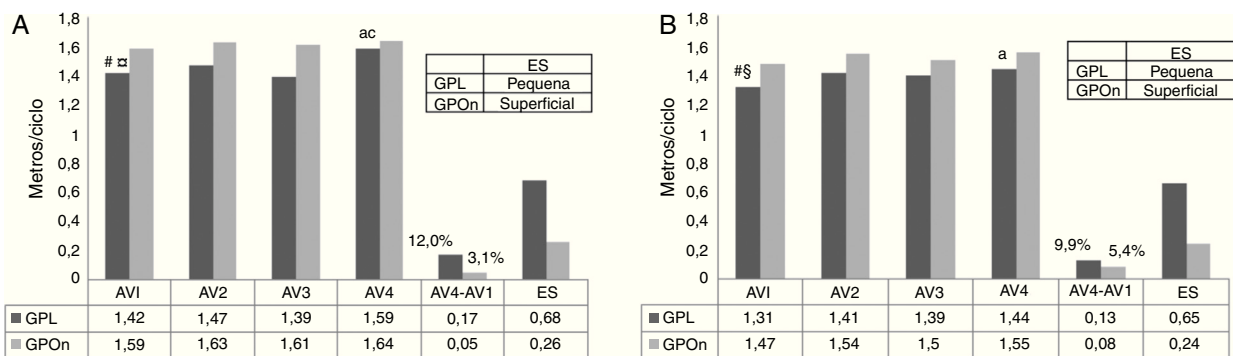 A
Metros/ciclo
1,8
1,6
1,4
1,2
1
0,8
0,6
0,4
0,2
0
# ¤
ac
12,0%
3,1%
ES
GPL Pequena
GPOn Superficial
AVI AV2 AV3 AV4 AV4-AV1 ES
GPL 1,42 1,47 1,39 1,59 0,17 0,68
GPOn 1,59 1,63 1,61 1,64 0,05 0,26
B
Metros/ciclo
1,8
1,6
1,4
1,2
1
0,8
0,6
0,4
0,2
0
#§
a
9,9%
5,4%
ES
GPL Pequena
GPOn Superficial
AVI AV2 AV3 AV4 AV4-AV1 ES
GPL 1,31 1,41 1,39 1,44 0,13 0,65
GPOn 1,47 1,54 1,5 1,55 0,08 0,24